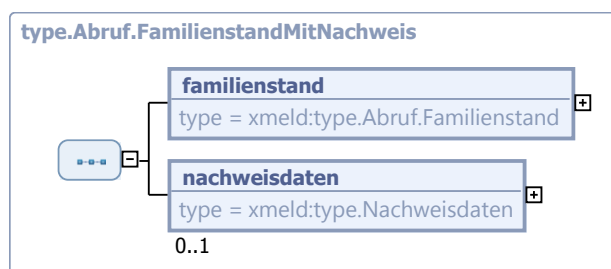 type.Abruf.FamilienstandMitNachweis
familienstand
type = xmeld:type.Abruf.Familienstand
nachweisdaten
type = xmeld:type.Nachweisdaten
0..1